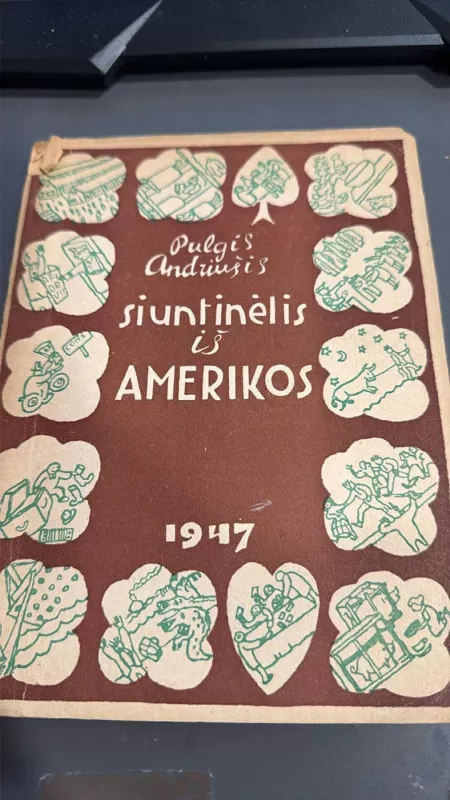 Pulgis
Andriušis
siuntinėlis
iš
AMERIKOS
1947